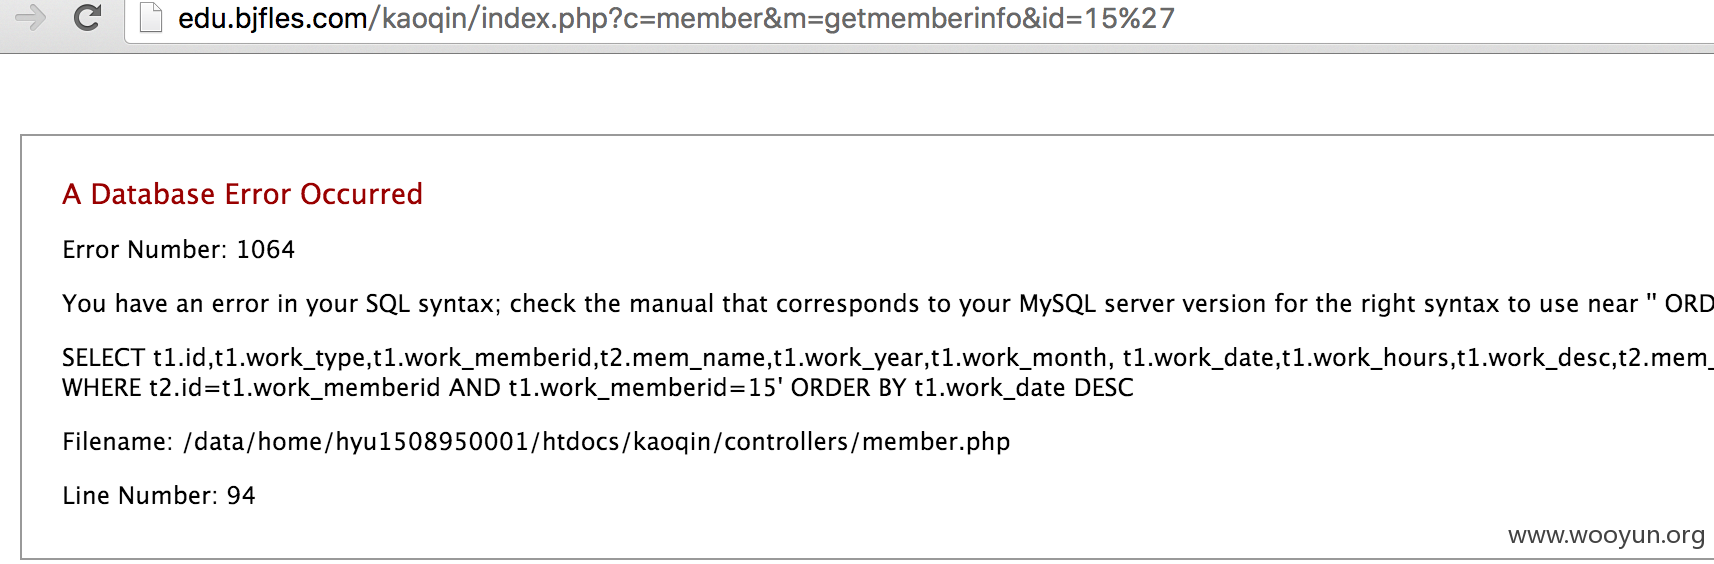 edu.bjfles.com/kaoqin/index.php?c=member&m=getmemberinfo&id=15%27
A Database Error Occurred
Error Number: 1064
You have an error in your SQL syntax; check the manual that corresponds to your MySQL server version for the right syntax to use near '' ORD
SELECT t1.id,t1.work_type,t1.work_memberid,t2.mem_name,t1.work_year,t1.work_month, t1.work_date,t1.work_hours,t1.work_desc,t2.mem_
WHERE t2.id=t1.work_memberid AND t1.work_memberid=15' ORDER BY t1.work_date DESC
Filename: /data/home/hyu1508950001/htdocs/kaoqin/controllers/member.php
Line Number: 94
www.wooyun.org